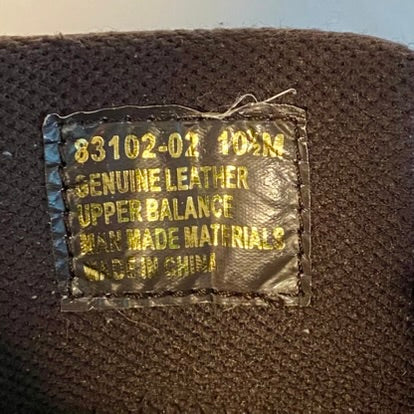 83102-02 10½M
GENUINE LEATHER
UPPER BALANCE
MAN MADE MATERIALS
MADE IN CHINA